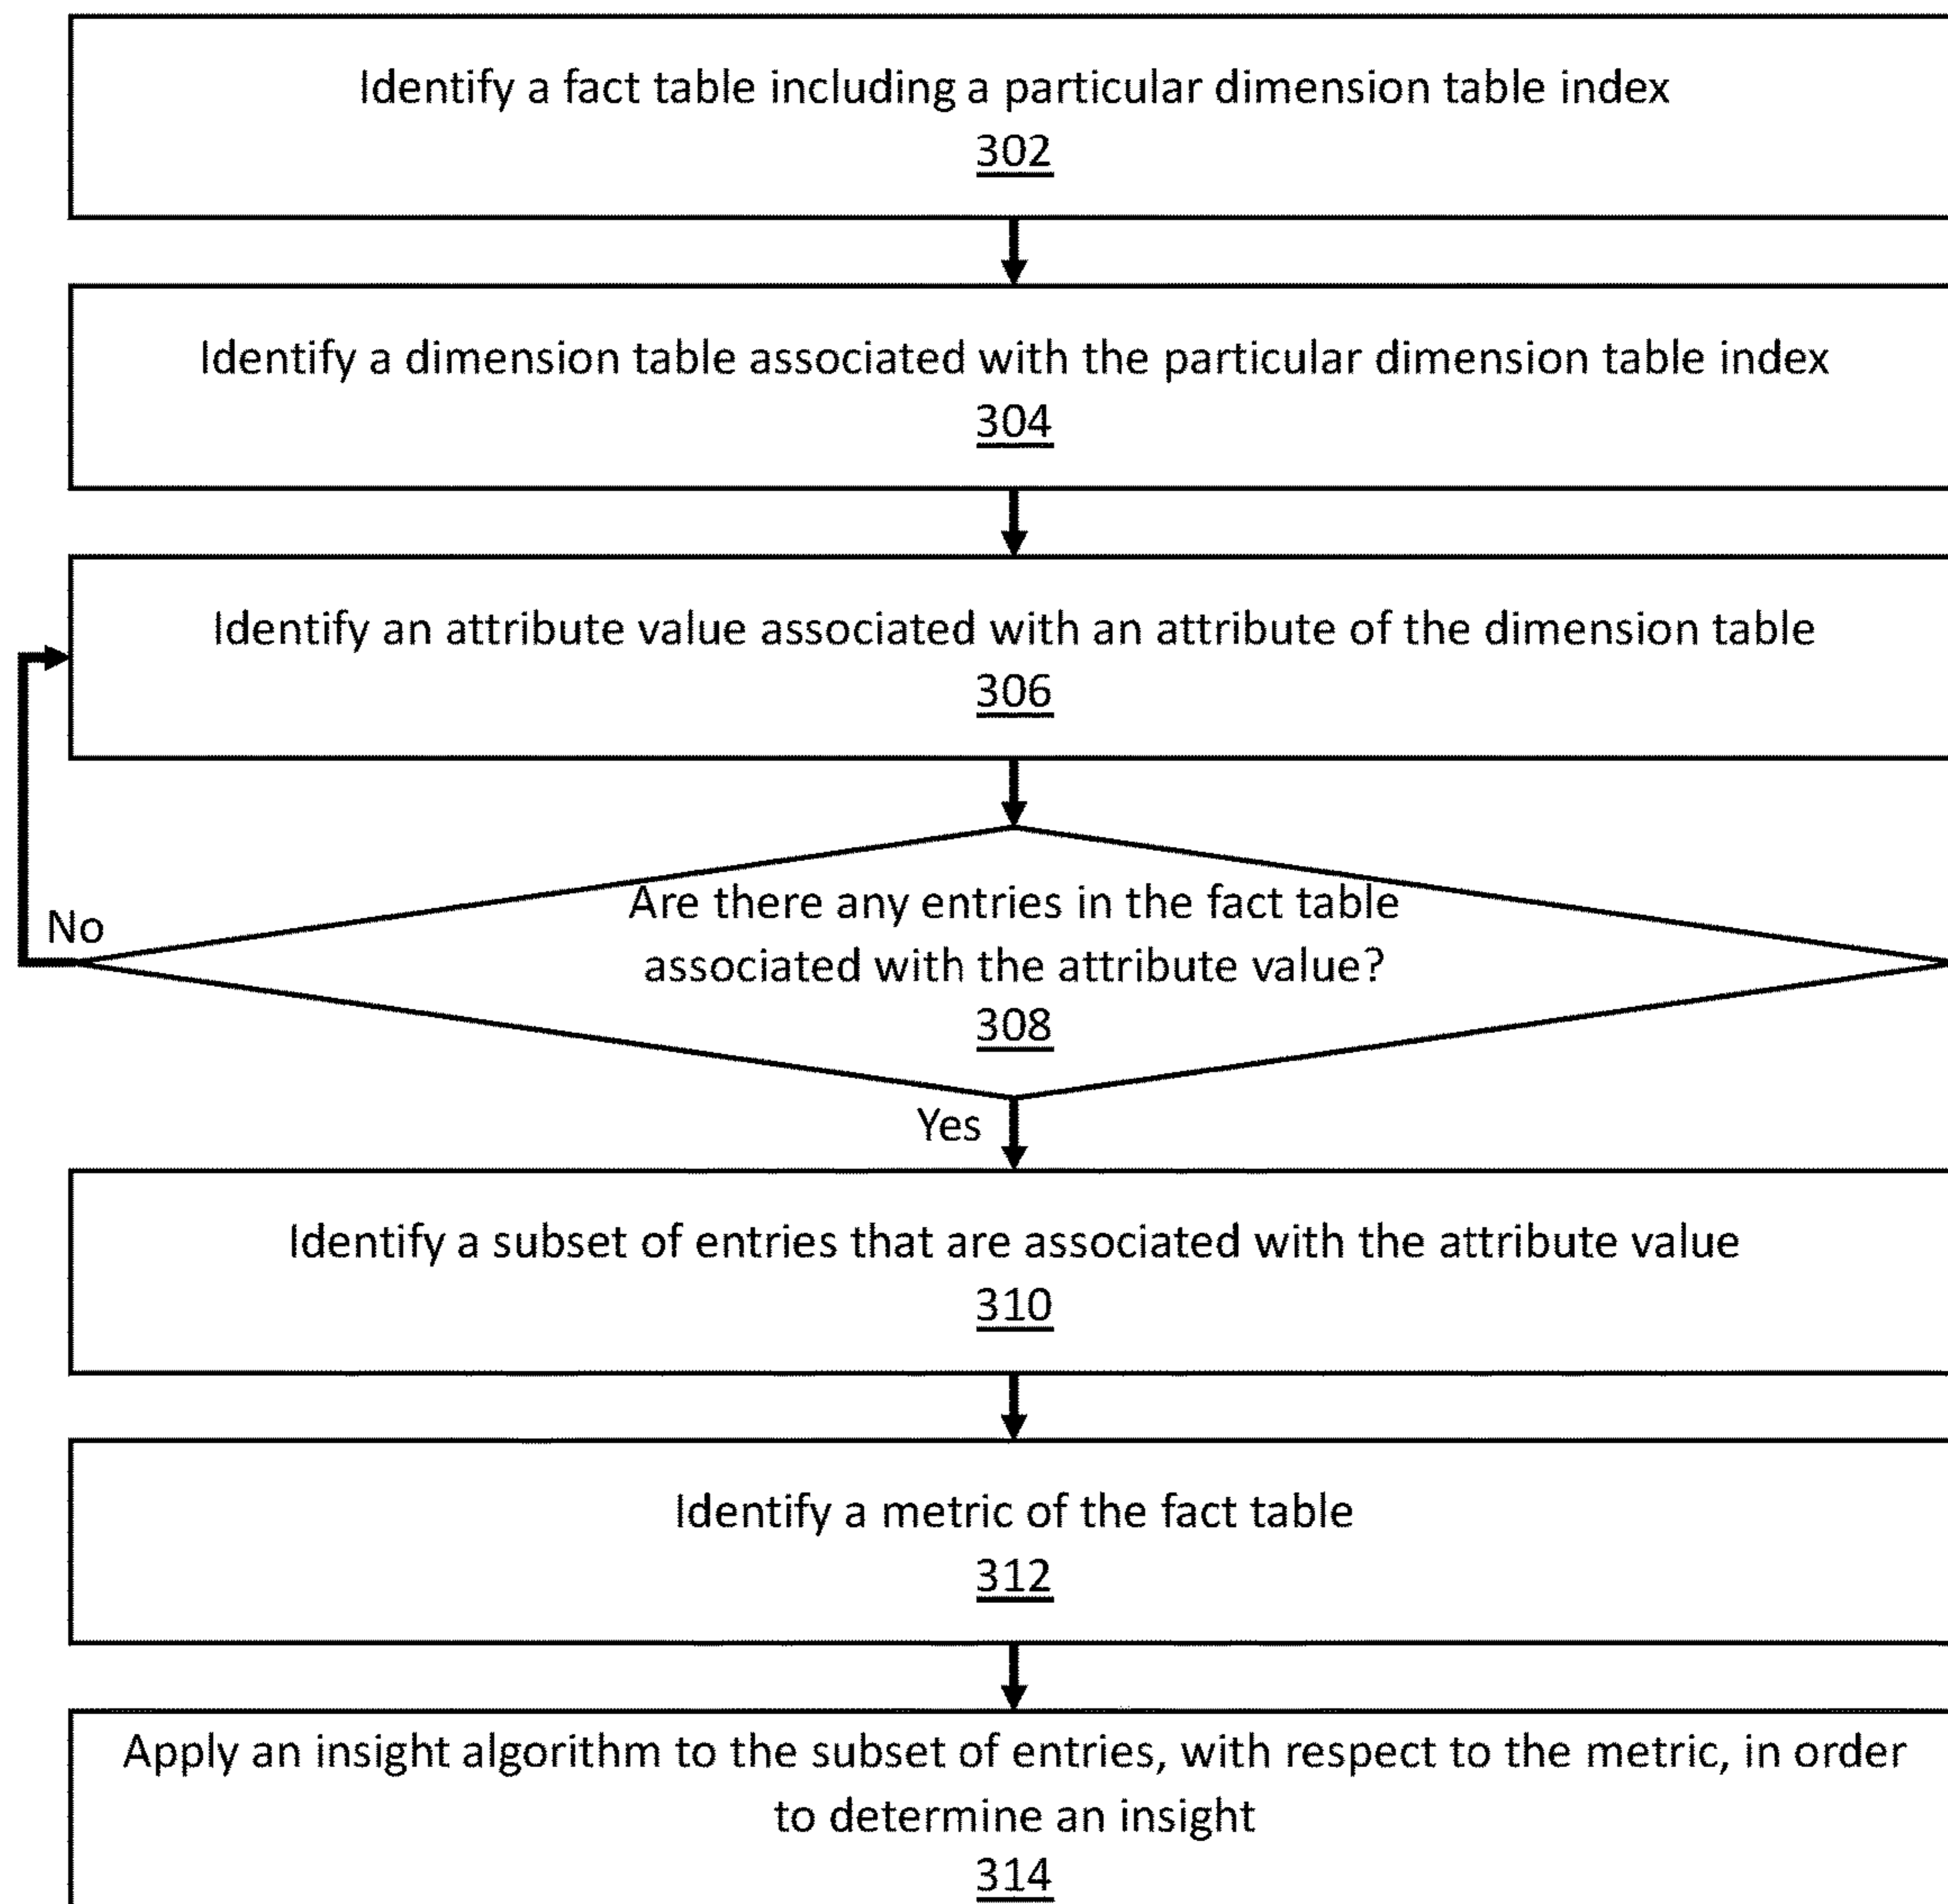 Identify a fact table including a particular dimension table index
302
Identify a dimension table associated with the particular dimension table index
304
Identify an attribute value associated with an attribute of the dimension table
306
Are there any entries in the fact table
No
associated with the attribute value?
308
Yes
Identify a subset of entries that are associated with the attribute value
310
Identify a metric of the fact table
312
Apply an insight algorithm to the subset of entries, with respect to the metric, in order
to determine an insight
314